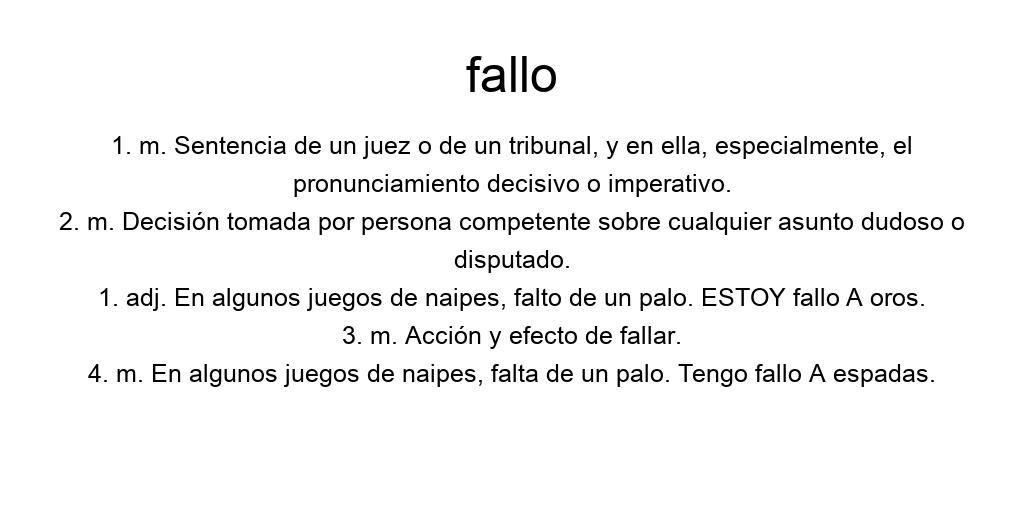 fallo
1. m. Sentencia de un juez o de un tribunal, y en ella, especialmente, el
pronunciamiento decisivo o imperativo.
2. m. Decisión tomada por persona competente sobre cualquier asunto dudoso o
disputado.
1. adj. En algunos juegos de naipes, falto de un palo. ESTOY fallo A oros.
3. m. Acción y efecto de fallar.
4. m. En algunos juegos de naipes, falta de un palo. Tengo fallo A espadas.